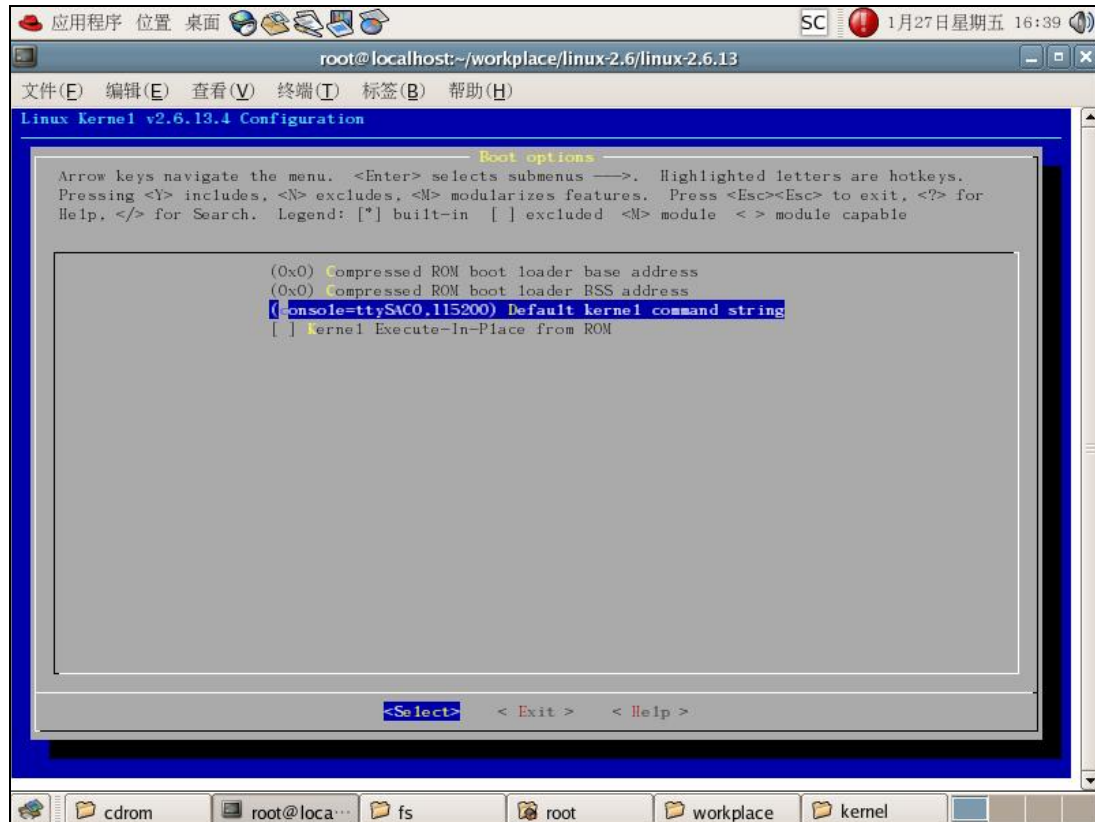 应用程序 位置 桌面 SC 1月27日星期五 16:39
root@localhost:~/workplace/linux-2.6/linux-2.6.13
文件(F) 编辑(E) 查看(V) 终端(T) 标签(B) 帮助(H)
Linux Kernel v2.6.13.4 Configuration
Boot options
Arrow keys navigate the menu. <Enter> selects submenus --->. Highlighted letters are hotkeys.
Pressing <Y> includes, <N> excludes, <M> modularizes features. Press <Esc><Esc> to exit, <?> for
Help, </> for Search. Legend: [*] built-in [ ] excluded <M> module < > module capable
(0x0) Compressed ROM boot loader base address
(0x0) Compressed ROM boot loader BSS address
(console=ttySAC0,115200) Default kernel command string
[ ] Kernel Execute-In-Place from ROM
<Select> < Exit > < Help >
cdrom root@loca… fs root workplace kernel